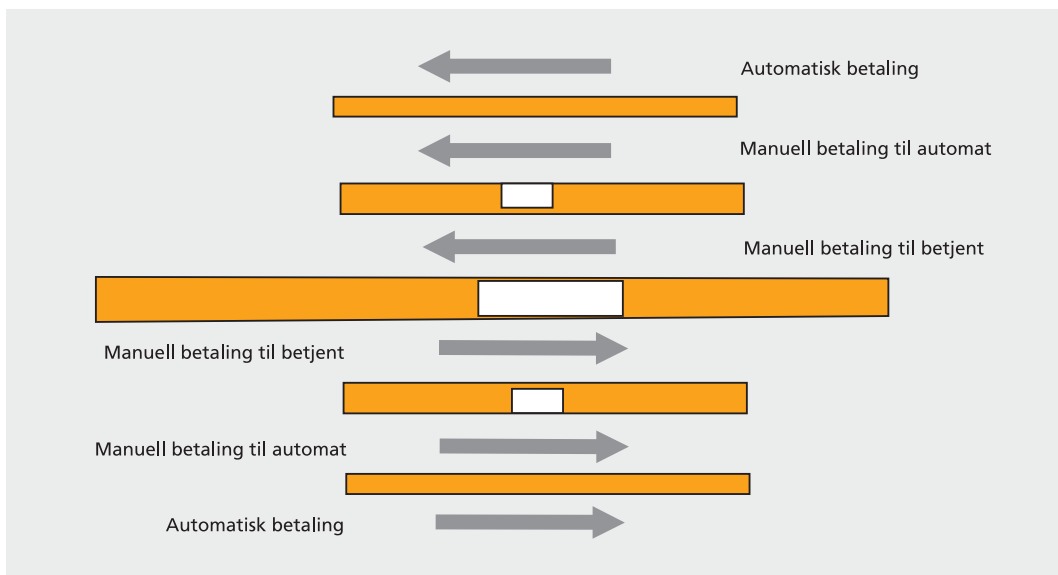 Automatisk betaling
Manuell betaling til automat
Manuell betaling til betjent
Manuell betaling til betjent
Manuell betaling til automat
Automatisk betaling